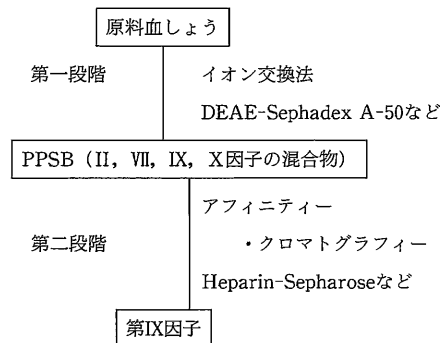 原料血しょう
第一段階
イオン交換法
DEAE-Sephadex A-50など
PPSB（II，VII，IX，X因子の混合物）
アフィニティー
第二段階
・クロマトグラフィー
Heparin-Sepharoseなど
第IX因子